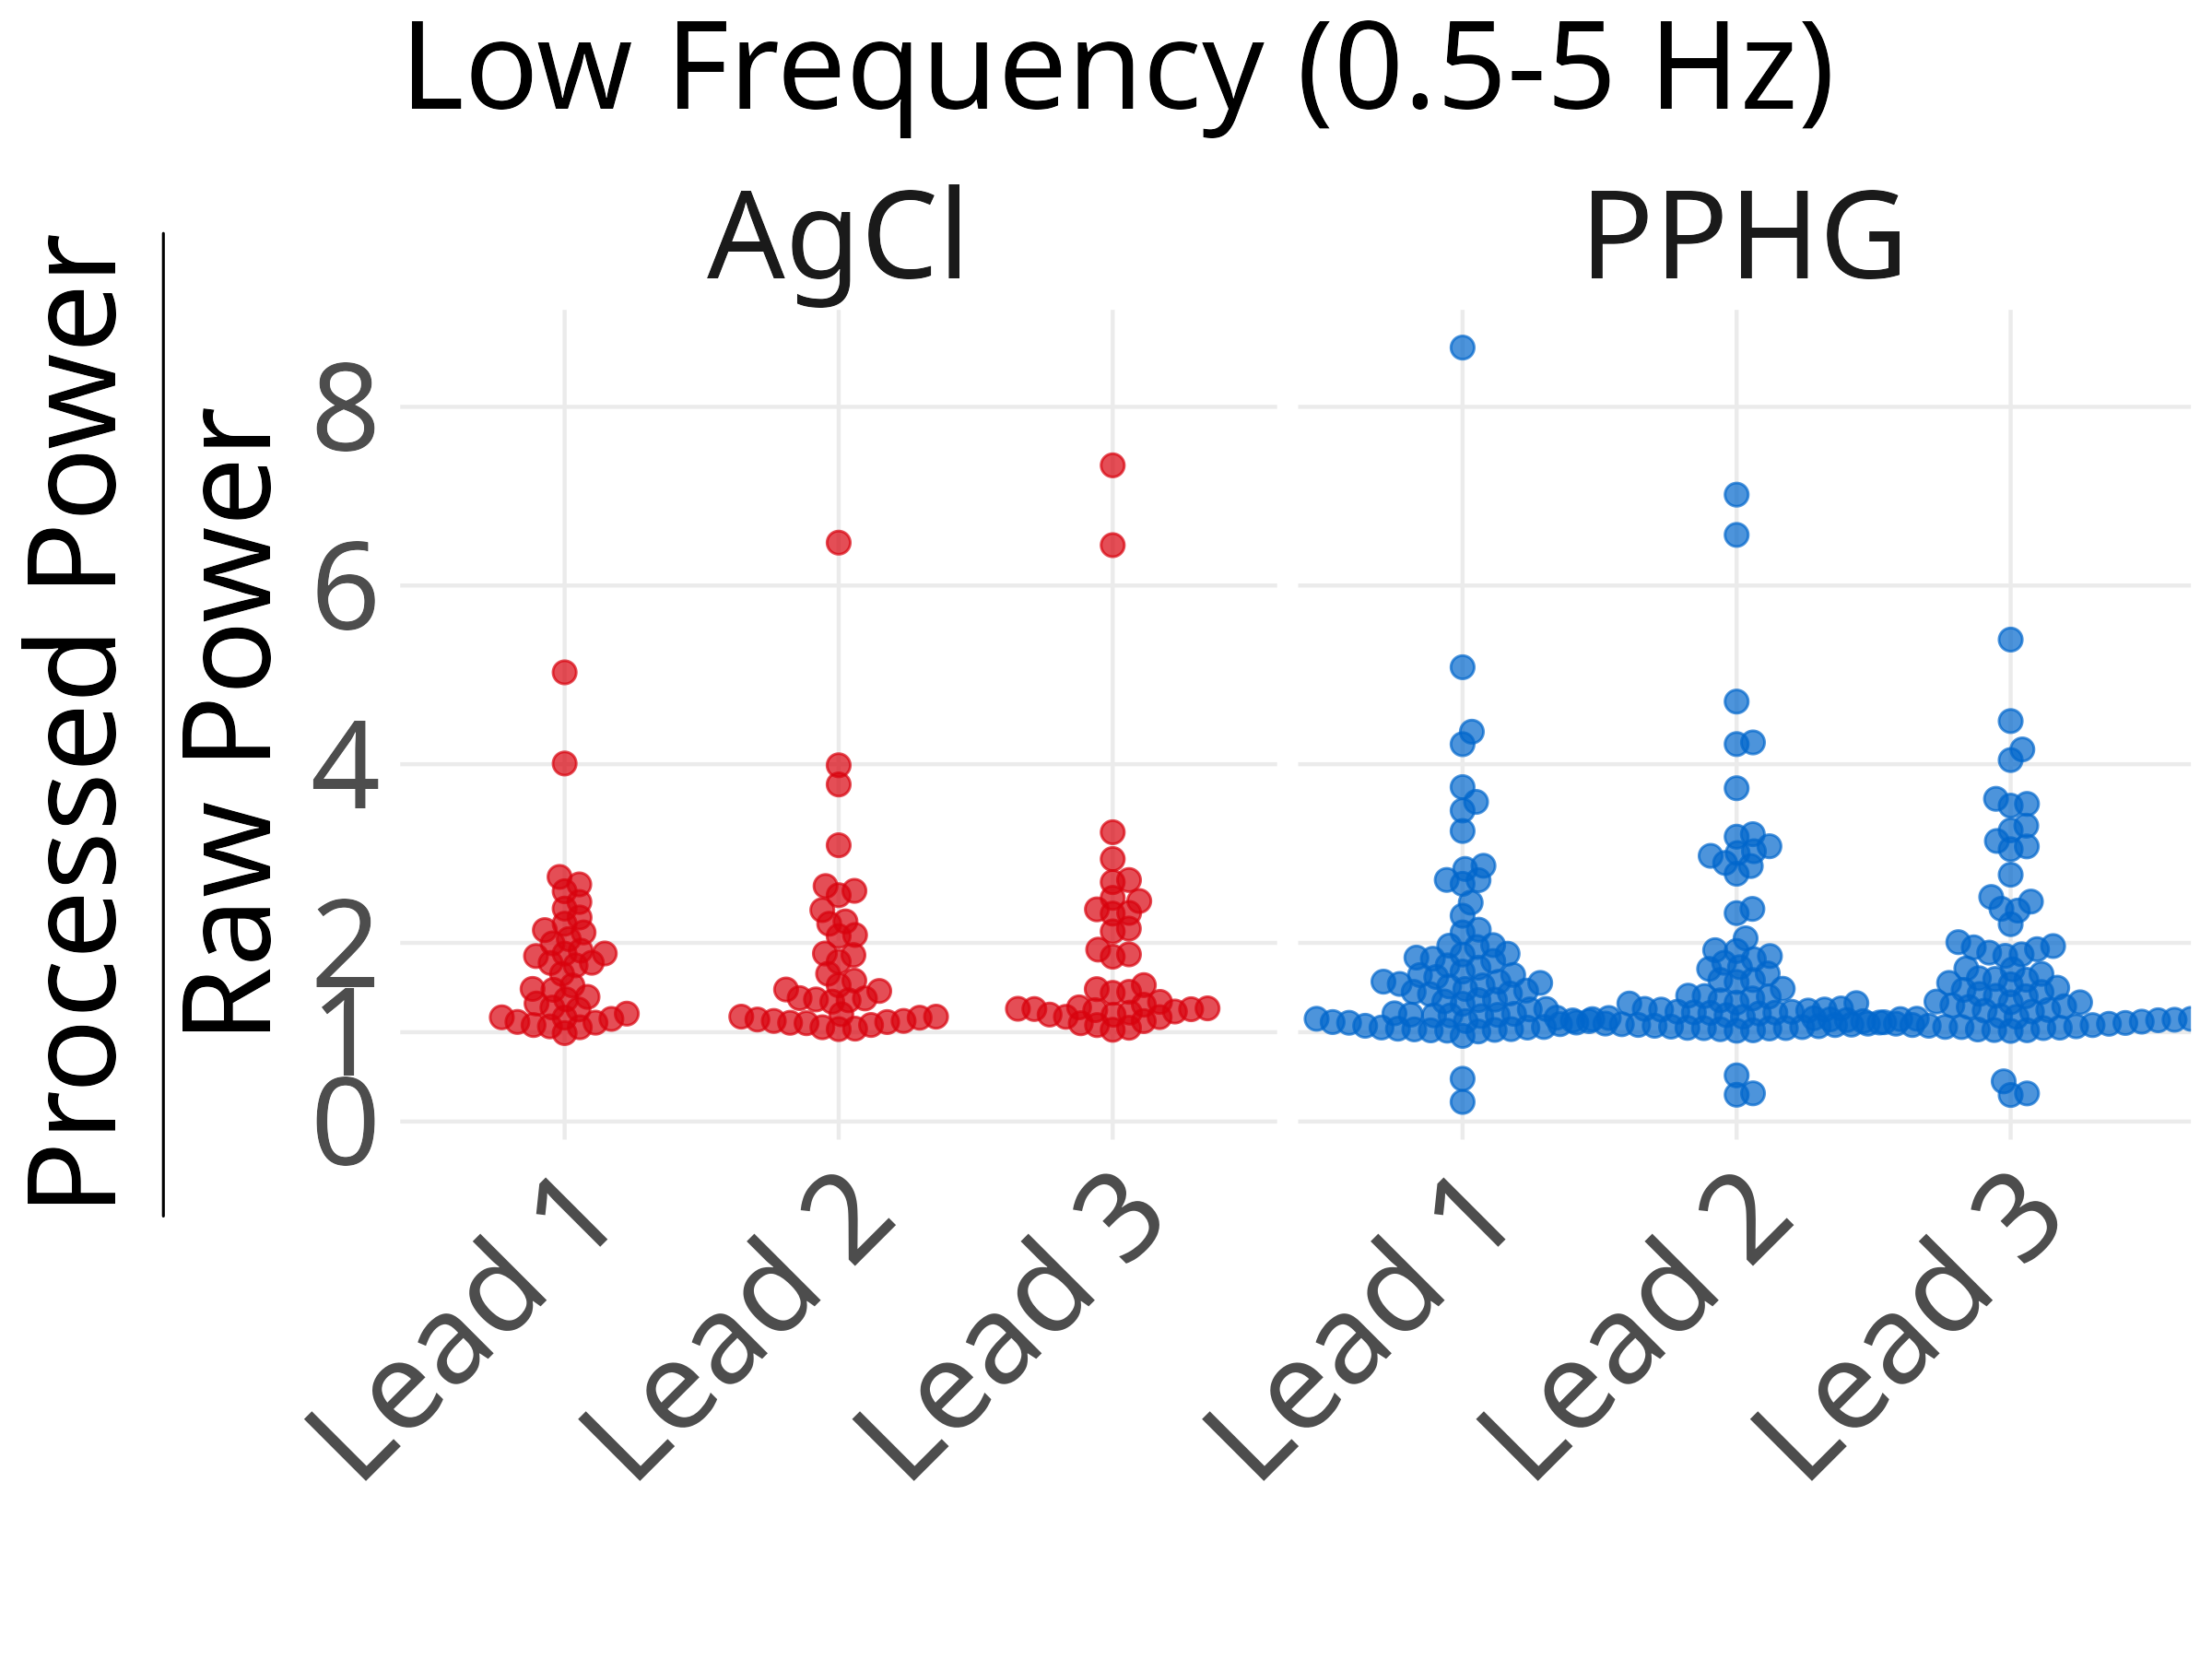 Low Frequency (0.5-5 Hz)
AgCl
PPHG
Processed Power
Raw Power
8
6
4
2
1
0
Lead 1
Lead 2
Lead 3
Lead 1
Lead 2
Lead 3